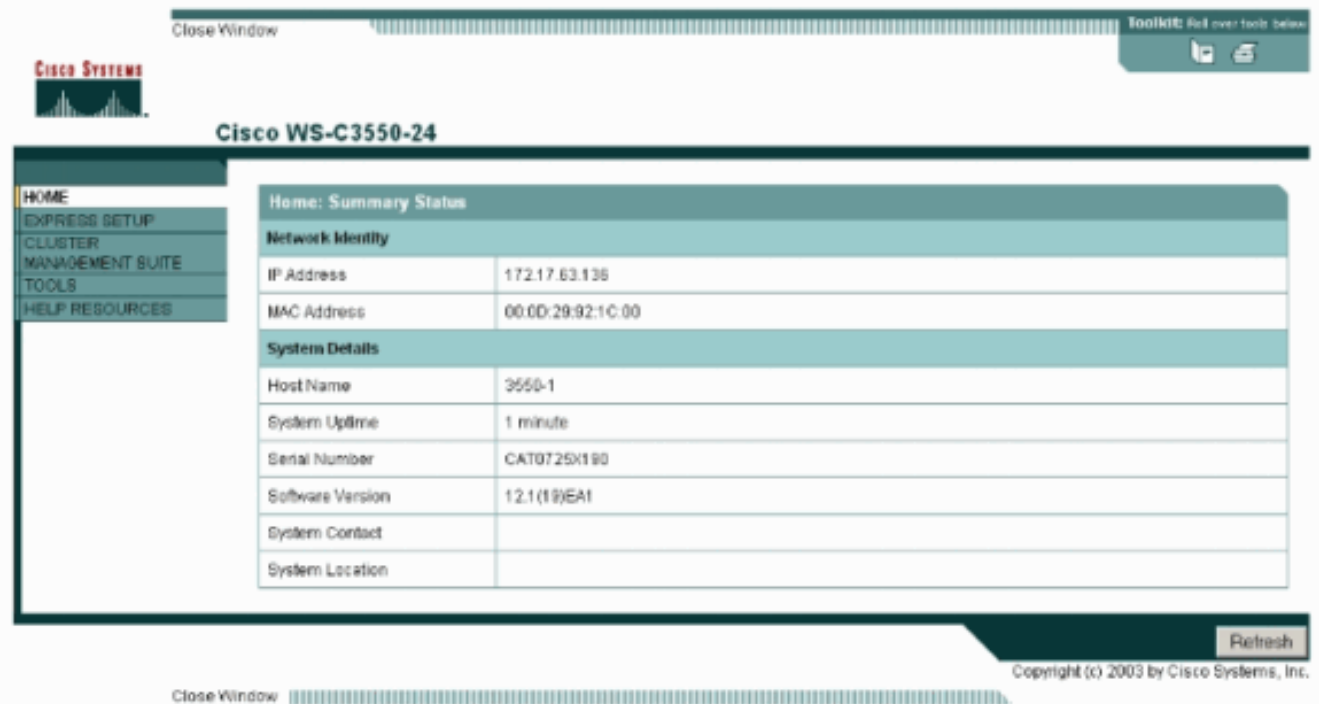 Close Window
Toolkit: Roll over tools below
CISCO SYSTEMS
Cisco WS-C3550-24
HOME
EXPRESS SETUP
CLUSTER
MANAGEMENT SUITE
TOOLS
HELP RESOURCES
Home: Summary Status
Network Identity
IP Address 172.17.63.136
MAC Address 00:0D:29:92:1C:00
System Details
Host Name 3550-1
System Uptime 1 minute
Serial Number CAT0725X190
Software Version 12.1(19)EA1
System Contact
System Location
Refresh
Copyright (c) 2003 by Cisco Systems, Inc.
Close Window